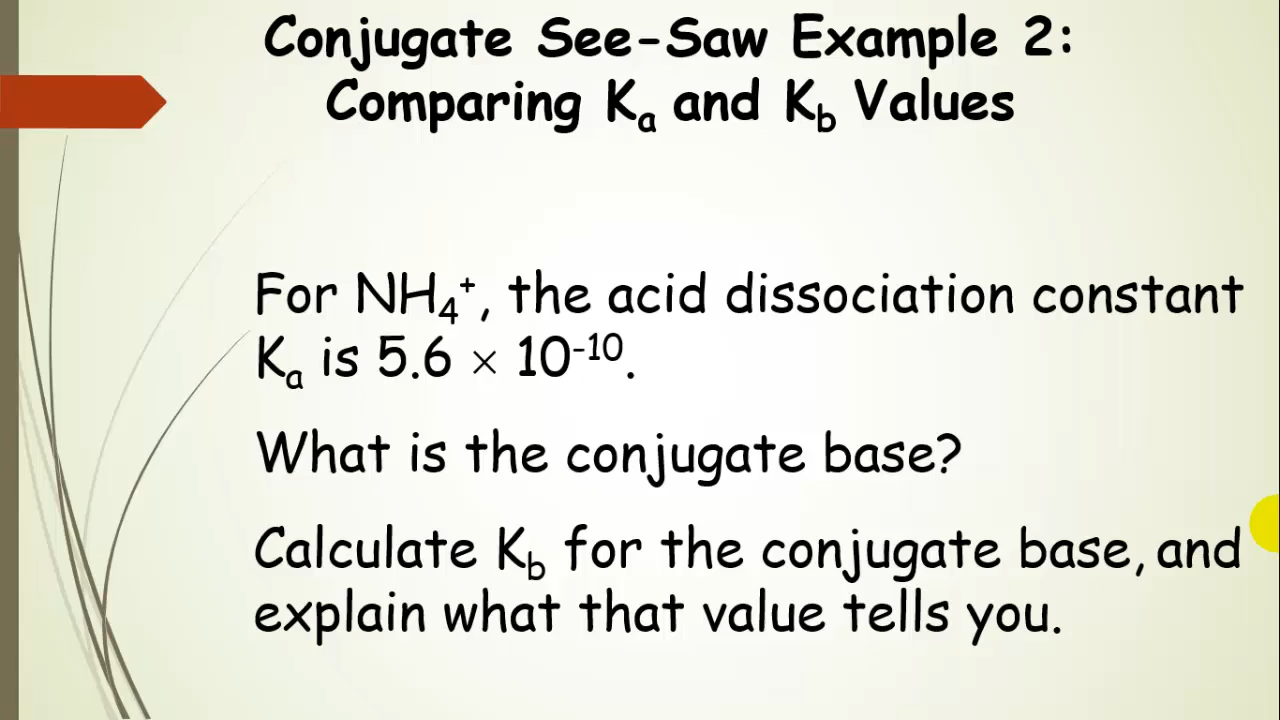 Conjugate See-Saw Example 2:
Comparing Kₐ and K_b Values
For NH₄⁺, the acid dissociation constant
Kₐ is 5.6 × 10⁻¹⁰.
What is the conjugate base?
Calculate K_b for the conjugate base, and
explain what that value tells you.